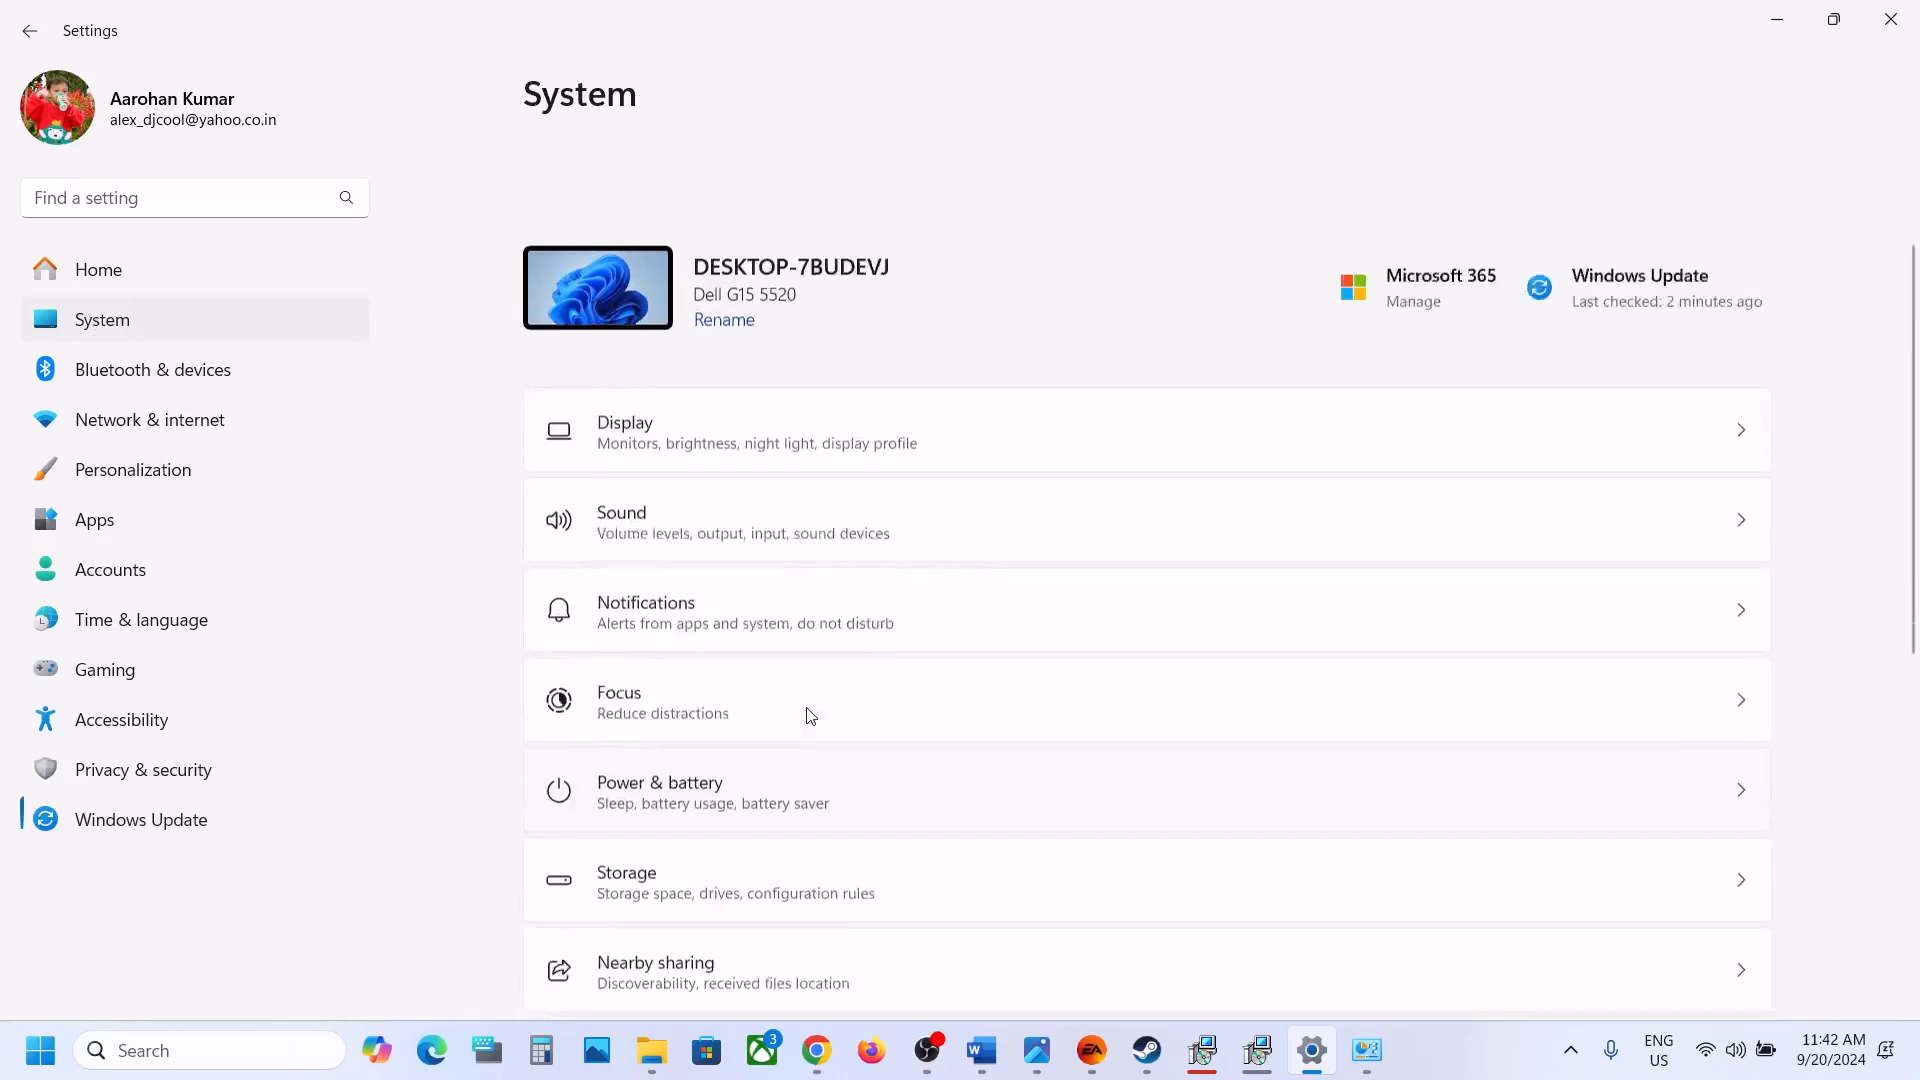 Settings
Aarohan Kumar
alex_djcool@yahoo.co.in
Find a setting
Home
System
Bluetooth & devices
Network & internet
Personalization
Apps
Accounts
Time & language
Gaming
Accessibility
Privacy & security
Windows Update
System
DESKTOP-7BUDEVJ
Dell G15 5520
Rename
Microsoft 365
Manage
Windows Update
Last checked: 2 minutes ago
Display
Monitors, brightness, night light, display profile
Sound
Volume levels, output, input, sound devices
Notifications
Alerts from apps and system, do not disturb
Focus
Reduce distractions
Power & battery
Sleep, battery usage, battery saver
Storage
Storage space, drives, configuration rules
Nearby sharing
Discoverability, received files location
Search
3
W
EA
ENG
US
11:42 AM
9/20/2024